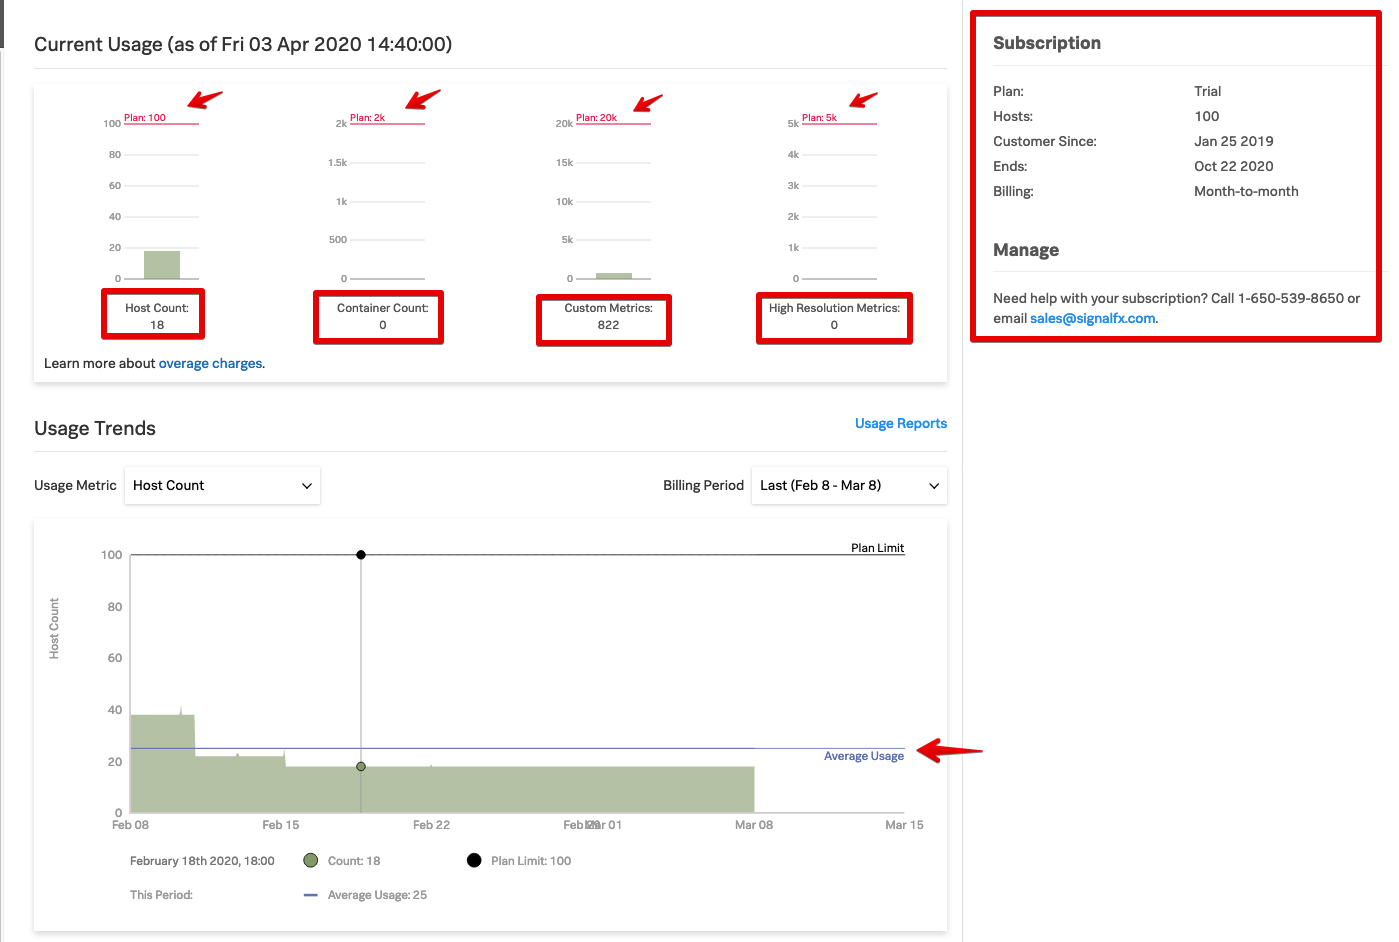 Current Usage (as of Fri 03 Apr 2020 14:40:00)
Plan: 100
100
80
60
40
20
0
Host Count:
18
Plan: 2k
2k
1.5k
1k
500
0
Container Count:
0
Plan: 20k
20k
15k
10k
5k
0
Custom Metrics:
822
Plan: 5k
5k
4k
3k
2k
1k
0
High Resolution Metrics:
0
Learn more about overage charges.
Subscription
Plan: Trial
Hosts: 100
Customer Since: Jan 25 2019
Ends: Oct 22 2020
Billing: Month-to-month
Manage
Need help with your subscription? Call 1-650-539-8650 or
email sales@signalfx.com.
Usage Trends
Usage Reports
Usage Metric Host Count
Billing Period Last (Feb 8 - Mar 8)
Plan Limit
Host Count
100
80
60
40
20
0
Average Usage
Feb 08 Feb 15 Feb 22 Feb 29 Mar 01 Mar 08 Mar 15
February 18th 2020, 18:00 Count: 18 Plan Limit: 100
This Period: Average Usage: 25